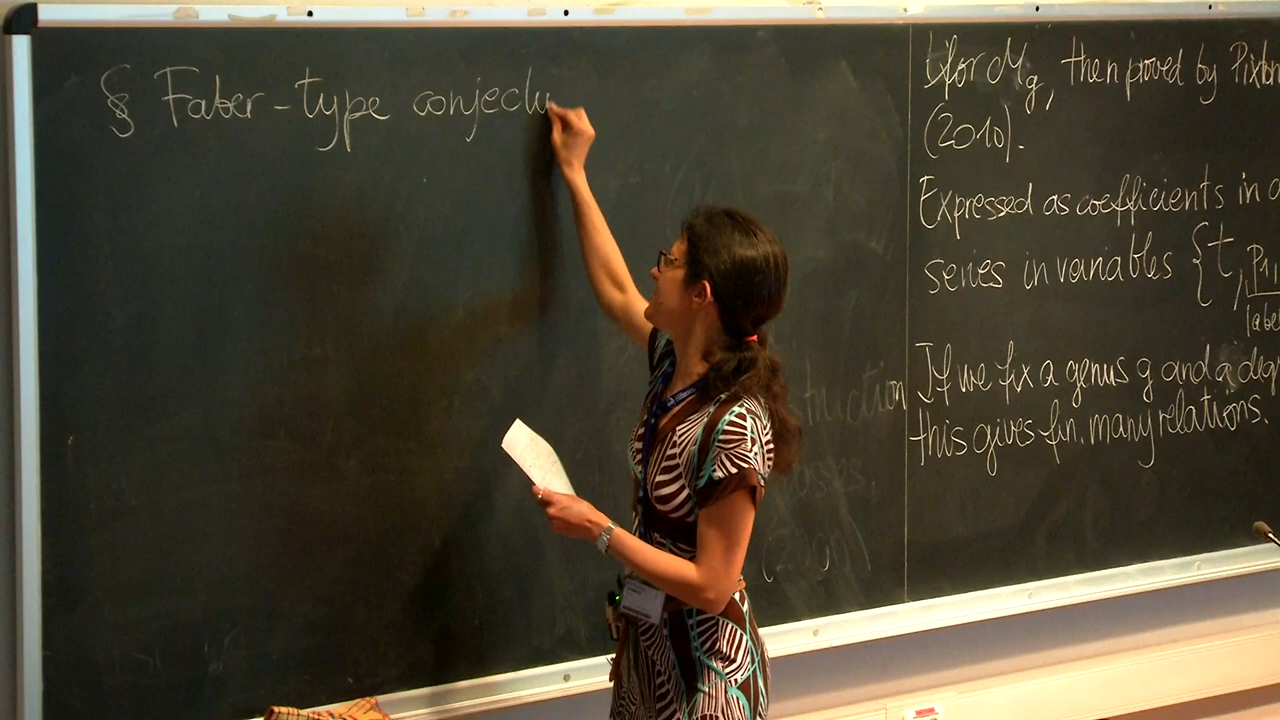 § Faber-type conjectu
for M_g, then proved by Pixton
(2010).
Expressed as coefficients in a
series in variables {t, p1,
If we fix a genus g and a deg
this gives fin. many relations.